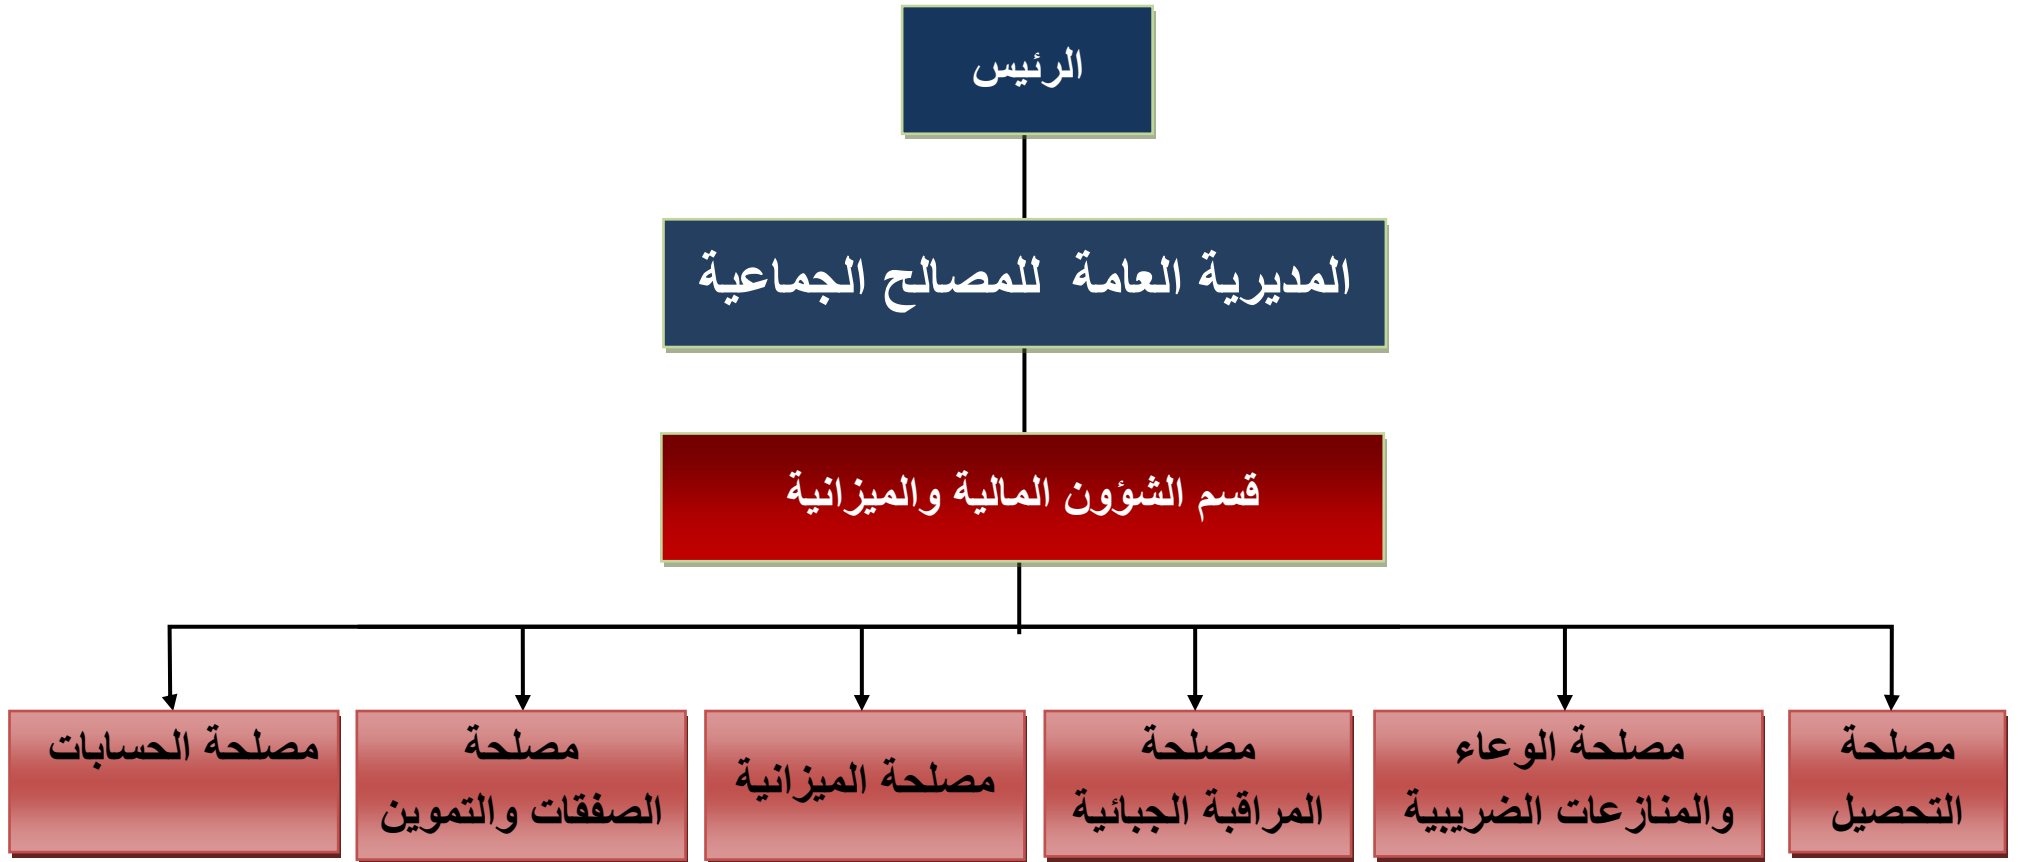 الرئيس
المديرية العامة للمصالح الجماعية
قسم الشؤون المالية والميزانية
مصلحة
التحصيل
مصلحة الوعاء
والمنازعات الضريبية
مصلحة
المراقبة الجبائية
مصلحة الميزانية
مصلحة
الصفقات والتموين
مصلحة الحسابات